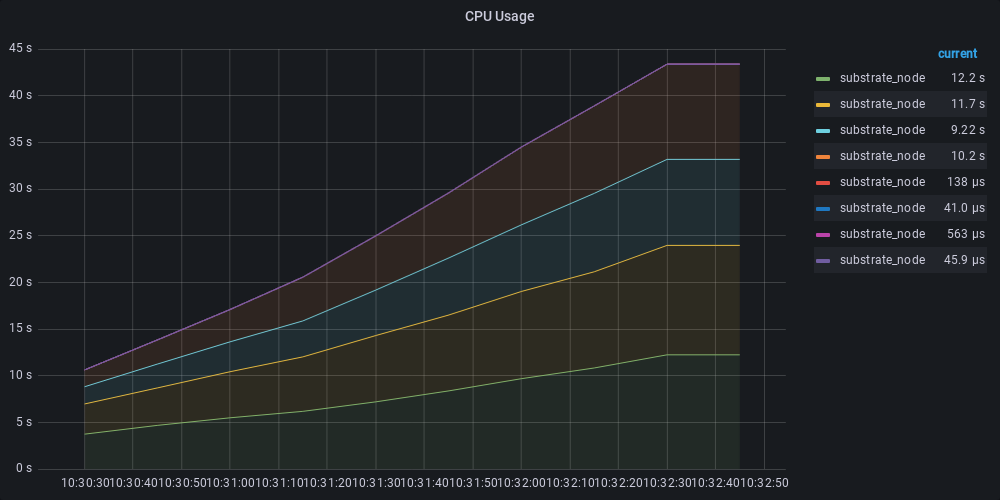 CPU Usage
45 s
40 s
35 s
30 s
25 s
20 s
15 s
10 s
5 s
0 s
10:30:30 10:30:40 10:30:50 10:31:00 10:31:10 10:31:20 10:31:30 10:31:40 10:31:50 10:32:00 10:32:10 10:32:20 10:32:30 10:32:40 10:32:50
current
substrate_node 12.2 s
substrate_node 11.7 s
substrate_node 9.22 s
substrate_node 10.2 s
substrate_node 138 µs
substrate_node 41.0 µs
substrate_node 563 µs
substrate_node 45.9 µs